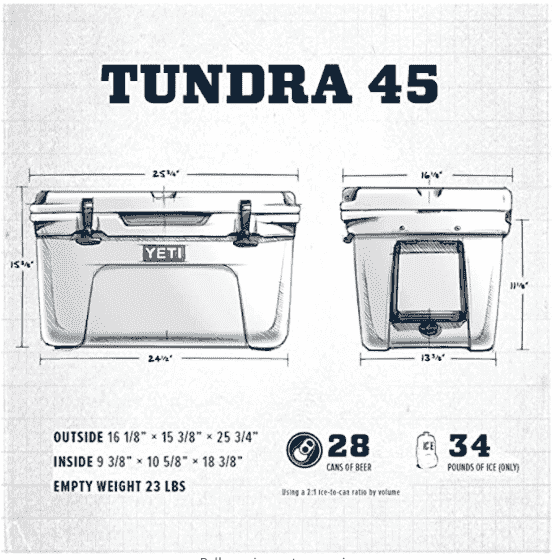 TUNDRA 45
25 3/4"
16 1/8"
15 3/8"
YETI
24 1/2"
13 3/8"
OUTSIDE 16 1/8” × 15 3/8” × 25 3/4”
INSIDE 9 3/8” × 10 5/8” × 18 3/8”
EMPTY WEIGHT 23 LBS
28
CANS OF BEER
ICE
34
POUNDS OF ICE (ONLY)
Using a 2:1 ice-to-can ratio by volume